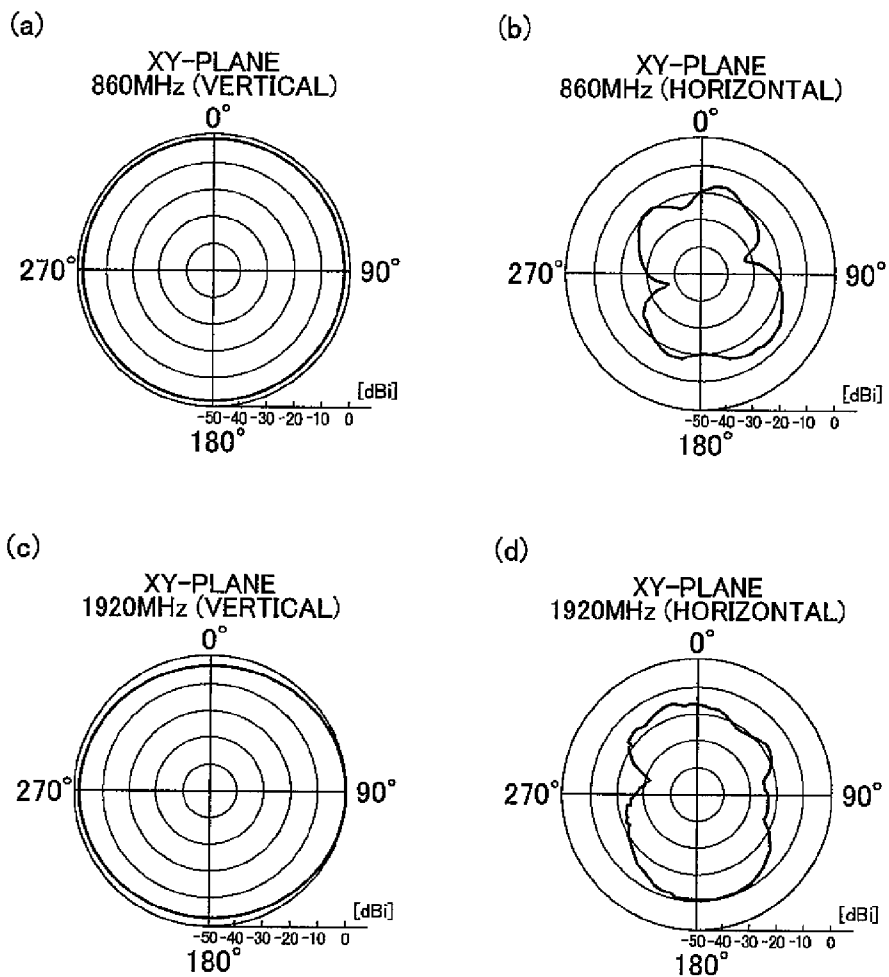 (a)
XY-PLANE
860MHz (VERTICAL)
0°
270°
90°
[dBi]
-50 -40 -30 -20 -10 0
180°
(b)
XY-PLANE
860MHz (HORIZONTAL)
0°
270°
90°
[dBi]
-50 -40 -30 -20 -10 0
180°
(c)
XY-PLANE
1920MHz (VERTICAL)
0°
270°
90°
[dBi]
-50 -40 -30 -20 -10 0
180°
(d)
XY-PLANE
1920MHz (HORIZONTAL)
0°
270°
90°
[dBi]
-50 -40 -30 -20 -10 0
180°